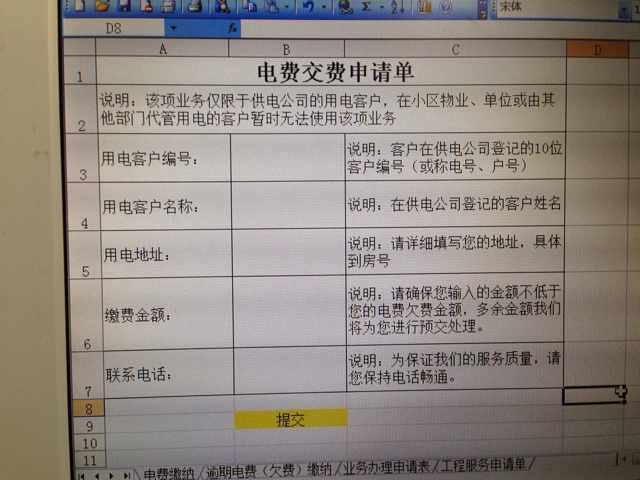 宋体
D8
fx
A B C D
1 电费交费申请单
说明：该项业务仅限于供电公司的用电客户，在小区物业、单位或由其
2 他部门代管用电的客户暂时无法使用该项业务
3 用电客户编号： 说明：客户在供电公司登记的10位
客户编号（或称电号、户号）
4 用电客户名称： 说明：在供电公司登记的客户姓名
5 用电地址： 说明：请详细填写您的地址，具体
到房号
6 缴费金额： 说明：请确保您输入的金额不低于
您的电费欠费金额，多余金额我们
将为您进行预交处理。
7 联系电话： 说明：为保证我们的服务质量，请
您保持电话畅通。
8
9 提交
10
11
电费缴纳 / 逾期电费（欠费）缴纳 / 业务办理申请表 / 工程服务申请单 /